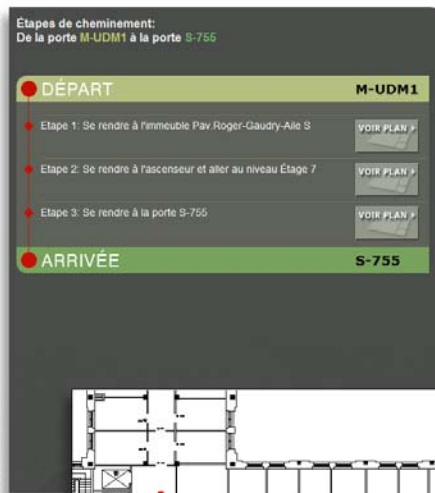 Étapes de cheminement:
De la porte M-UDM1 à la porte S-755
DÉPART M-UDM1
Etape 1: Se rendre à l'immeuble Pav.Roger-Gaudry-Aile S VOIR PLAN
Etape 2: Se rendre à l'ascenseur et aller au niveau Étage 7 VOIR PLAN
Etape 3: Se rendre à la porte S-755 VOIR PLAN
ARRIVÉE S-755